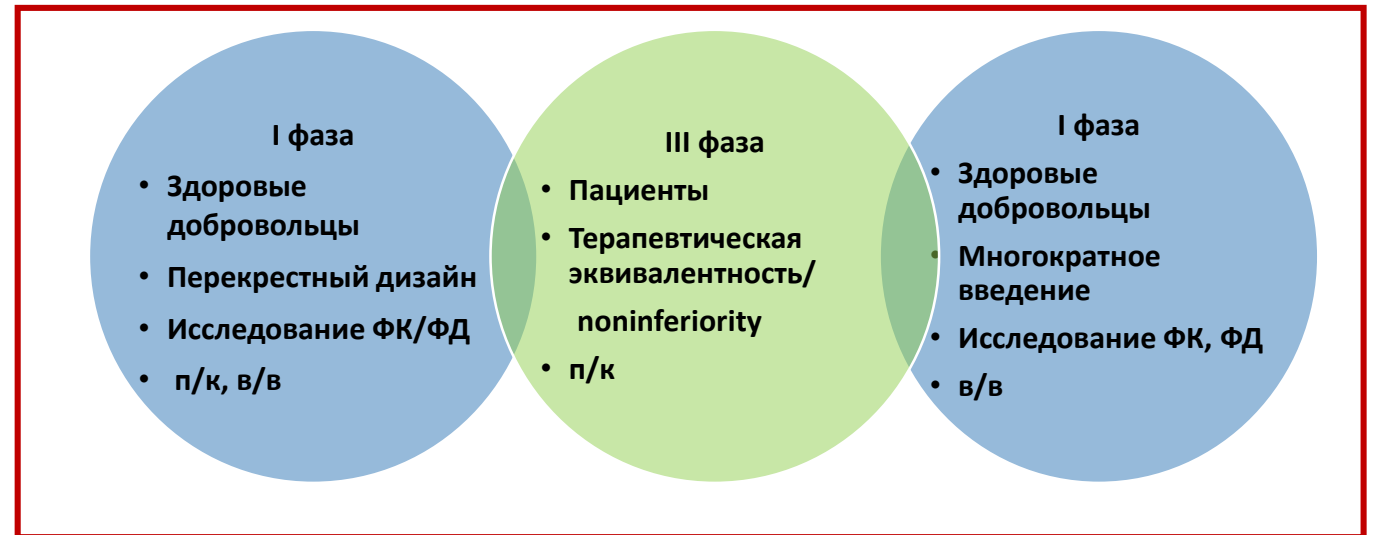 I фаза
• Здоровые
добровольцы
• Перекрестный дизайн
• Исследование ФК/ФД
• п/к, в/в
III фаза
• Пациенты
• Терапевтическая
эквивалентность/
noninferiority
• п/к
I фаза
• Здоровые
добровольцы
• Многократное
введение
• Исследование ФК, ФД
• в/в